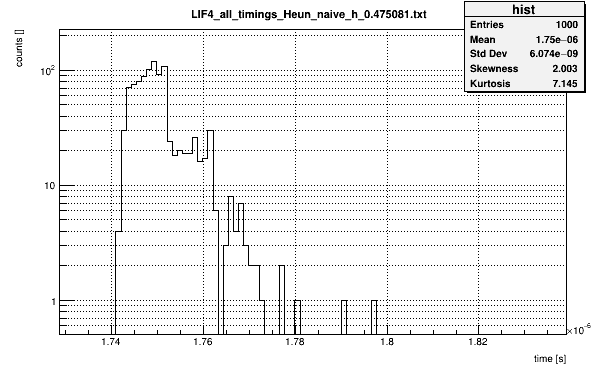 LIF4_all_timings_Heun_naive_h_0.475081.txt
hist
Entries 1000
Mean 1.75e−06
Std Dev 6.074e−09
Skewness 2.003
Kurtosis 7.145
counts []
10²
10
1
1.74 1.76 1.78 1.8 1.82
×10⁻⁶
time [s]